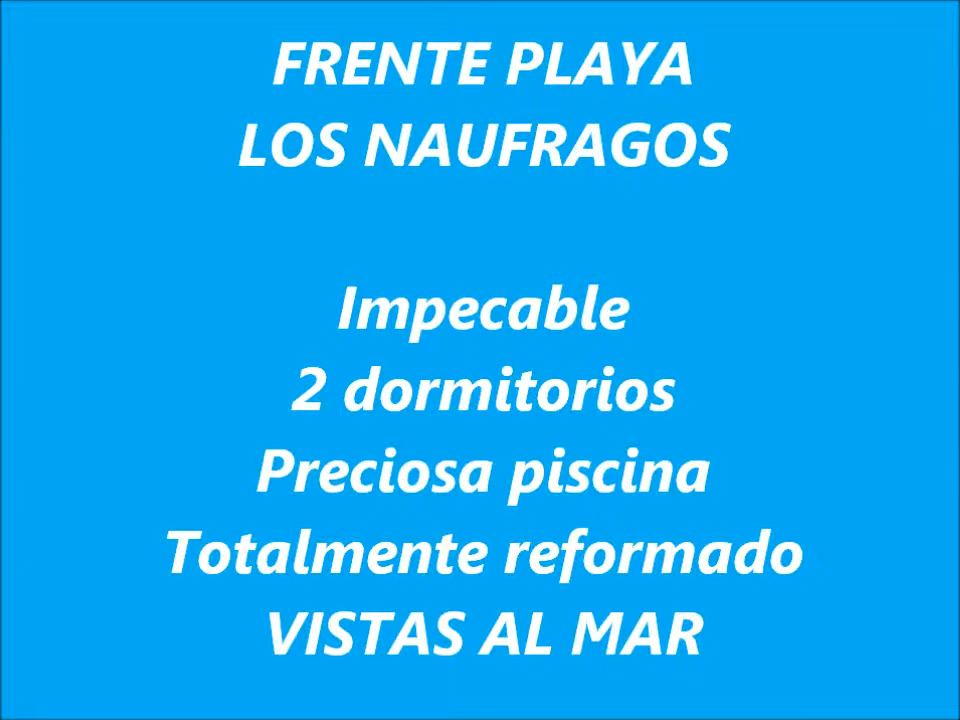 FRENTE PLAYA
LOS NAUFRAGOS
Impecable
2 dormitorios
Preciosa piscina
Totalmente reformado
VISTAS AL MAR